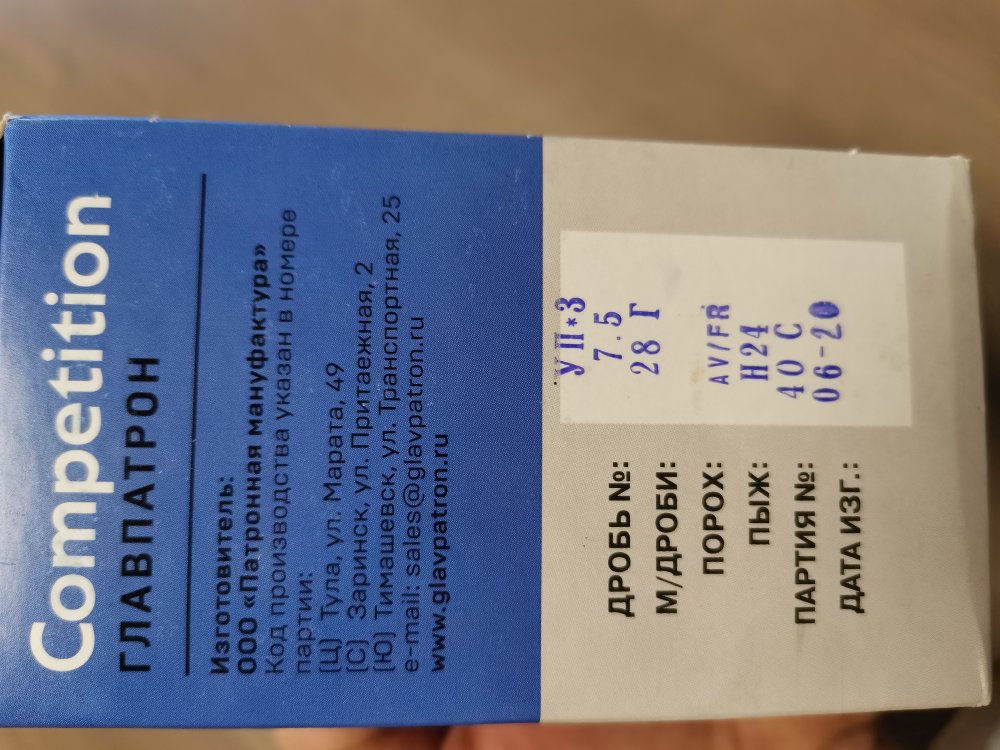 Competition
ГЛАВПАТРОН
Изготовитель:
ООО «Патронная мануфактура»
Код производства указан в номере
партии:
(Ц) Тула, ул. Марата, 49
(С) Заринск, ул. Притаежная, 2
(Ю) Тимашевск, ул. Транспортная, 25
e-mail: sales@glavpatron.ru
www.glavpatron.ru
УП*3
ДРОБЬ №: 7.5
М/ДРОБИ: 28 Г
ПОРОХ: AV/FR
ПЫЖ: Н24
ПАРТИЯ №: 40 С
ДАТА ИЗГ.: 06-20